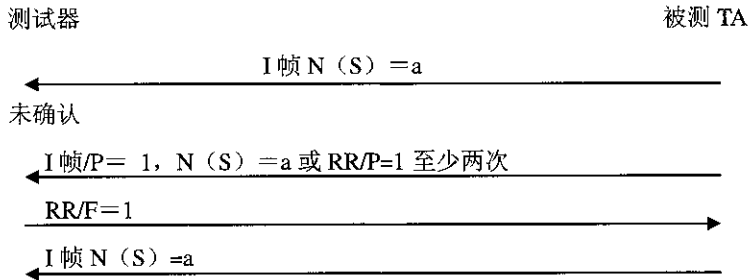 测试器 被测 TA
I 帧 N（S）＝a
未确认
I 帧/P＝ 1，N（S）＝a 或 RR/P=1 至少两次
RR/F＝1
I 帧 N（S）=a